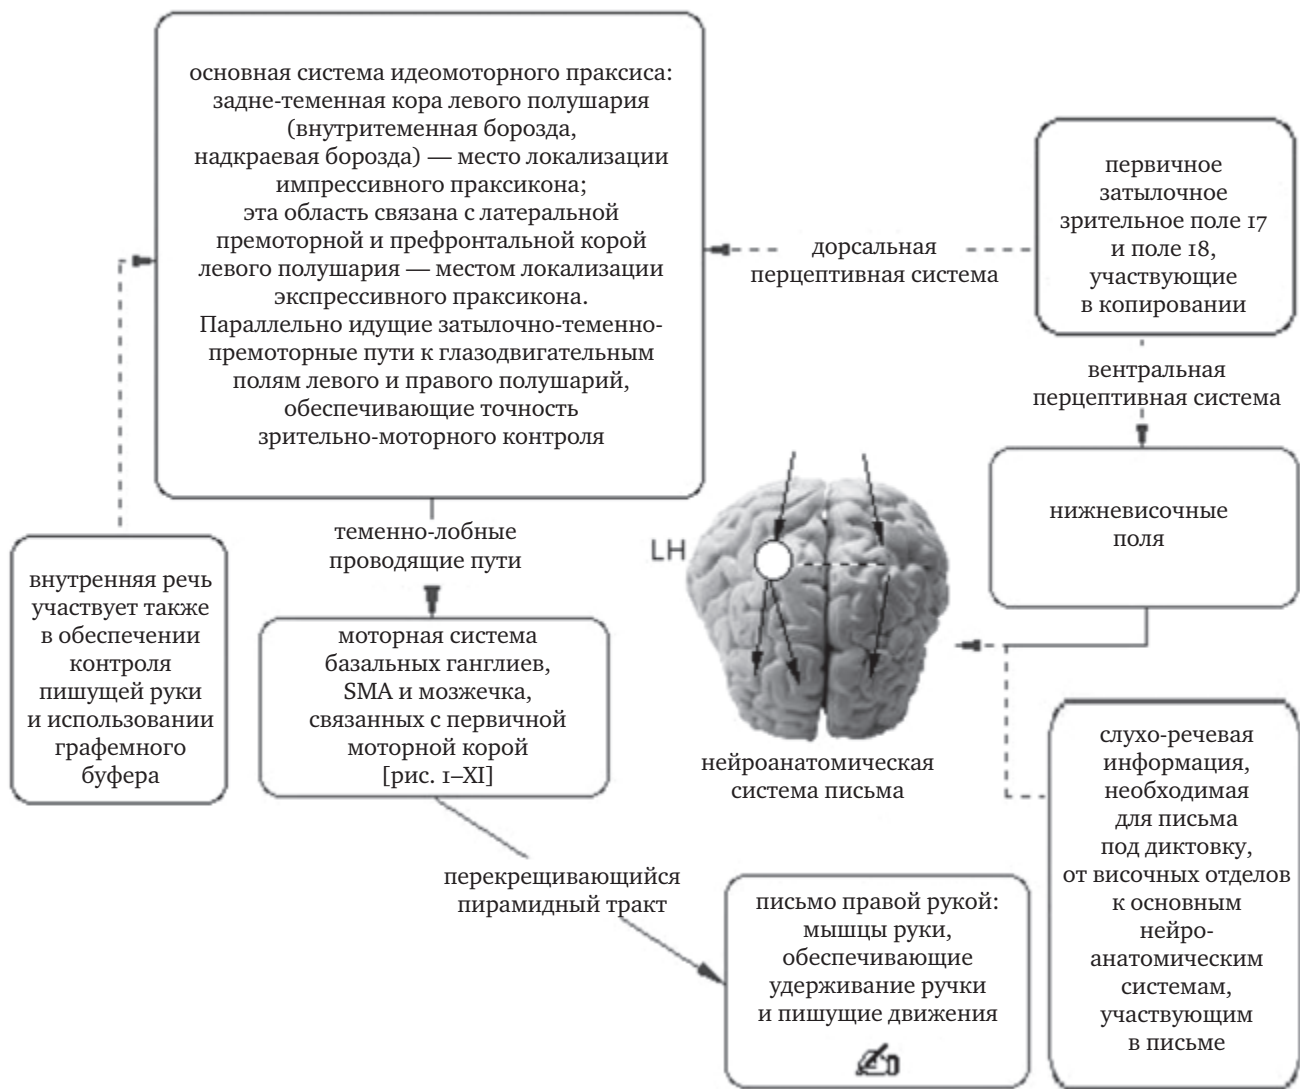 основная система идеомоторного праксиса:
задне-теменная кора левого полушария
(внутритеменная борозда,
надкраевая борозда) — место локализации
импрессивного праксикона;
эта область связана с латеральной
премоторной и префронтальной корой
левого полушария — местом локализации
экспрессивного праксикона.
Параллельно идущие затылочно-теменно-
премоторные пути к глазодвигательным
полям левого и правого полушарий,
обеспечивающие точность
зрительно-моторного контроля
дорсальная
перцептивная система
первичное
затылочное
зрительное поле 17
и поле 18,
участвующие
в копировании
вентральная
перцептивная система
нижневисочные
поля
теменно-лобные
проводящие пути
внутренняя речь
участвует также
в обеспечении
контроля
пишущей руки
и использовании
графемного
буфера
моторная система
базальных ганглиев,
SMA и мозжечка,
связанных с первичной
моторной корой
[рис. 1–XI]
LH
нейроанатомическая
система письма
слухо-речевая
информация,
необходимая
для письма
под диктовку,
от височных отделов
к основным
нейро-
анатомическим
системам,
участвующим
в письме
перекрещивающийся
пирамидный тракт
письмо правой рукой:
мышцы руки,
обеспечивающие
удерживание ручки
и пишущие движения